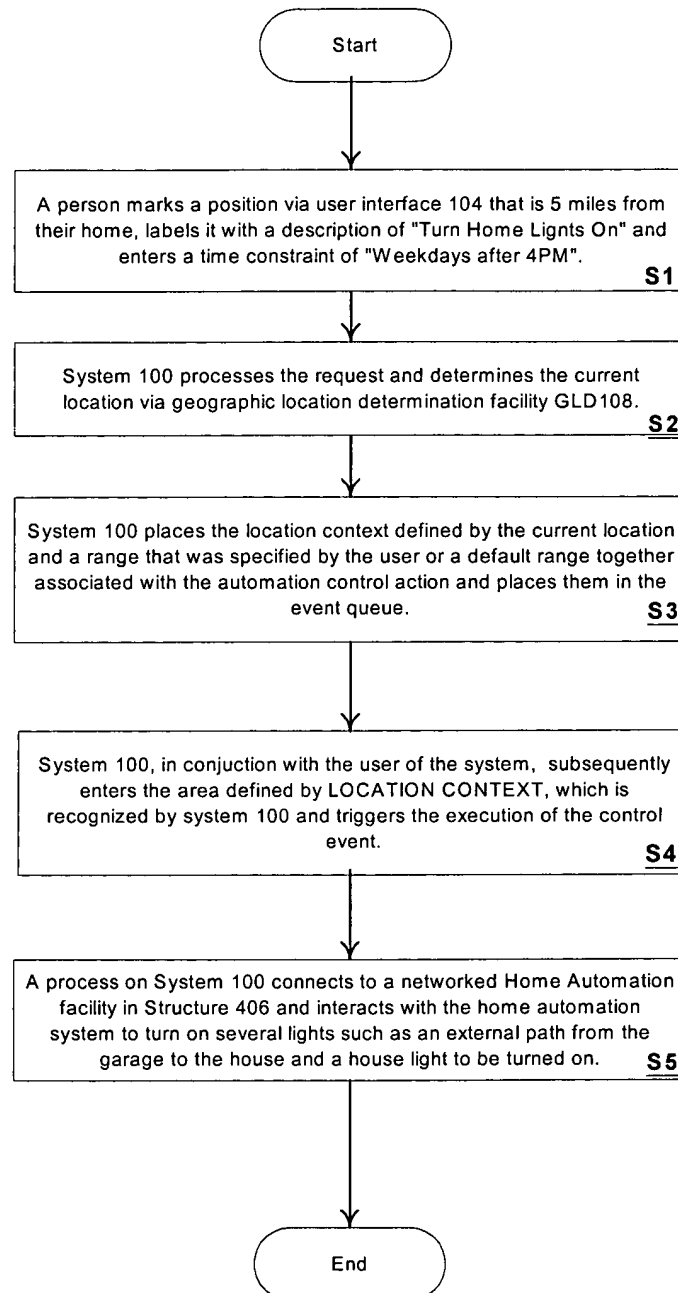 Start
A person marks a position via user interface 104 that is 5 miles from
their home, labels it with a description of "Turn Home Lignts On" and
enters a time constraint of "Weekdays after 4PM".
S1
System 100 processes the request and determines the current
location via geographic location determination facility GLD108.
S2
System 100 places the location context defined by the current location
and a range that was specified by the user or a default range together
associated with the automation control action and places them in the
event queue.
S3
System 100, in conjuction with the user of the system, subsequently
enters the area defined by LOCATION CONTEXT, which is
recognized by system 100 and triggers the execution of the control
event.
S4
A process on System 100 connects to a networked Home Automation
facility in Structure 406 and interacts with the home automation
system to turn on several lights such as an external path from the
garage to the house and a house light to be turned on.
S5
End